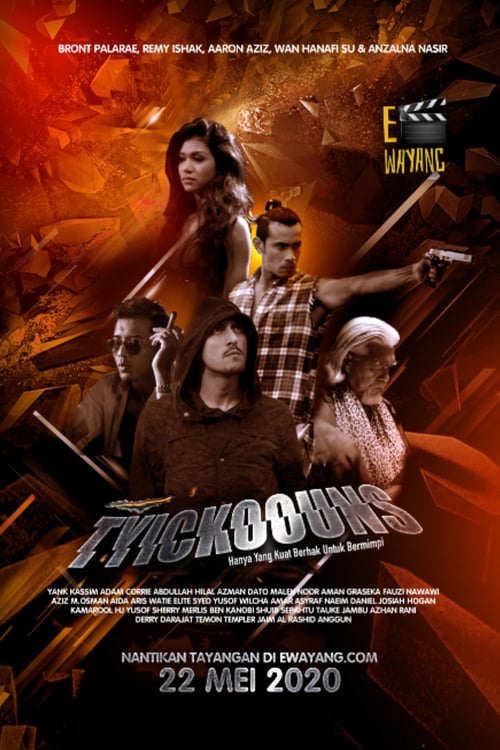 BRONT PALARAE, REMY ISHAK, AARON AZIZ, WAN HANAFI SU & ANZALNA NASIR
E
WAYANG
TYICKOOUNS
Hanya Yang Kuat Berhak Untuk Bermimpi
YANK KASSIM ADAM CORRIE ABDULLAH HILAL AZMAN DATO MALEK NOOR AMAN GRASEKA FAUZI NAWAWI
AZIZ M.OSMAN AIDA ARIS WATIE ELITE SYED YUSOF WILCHA AMAR ASYRAF NAEIM DANIEL JOSIAH HOGAN
KAMAROOL HJ YUSOF SHERRY MERLIS BEN KANOBI SHUIB SEPAHTU TAUKE JAMBU AZHAN RANI
DERRY DARAJAT TEMON TEMPLER JAIM AL RASHID ANGGUN
NANTIKAN TAYANGAN DI EWAYANG.COM
22 MEI 2020